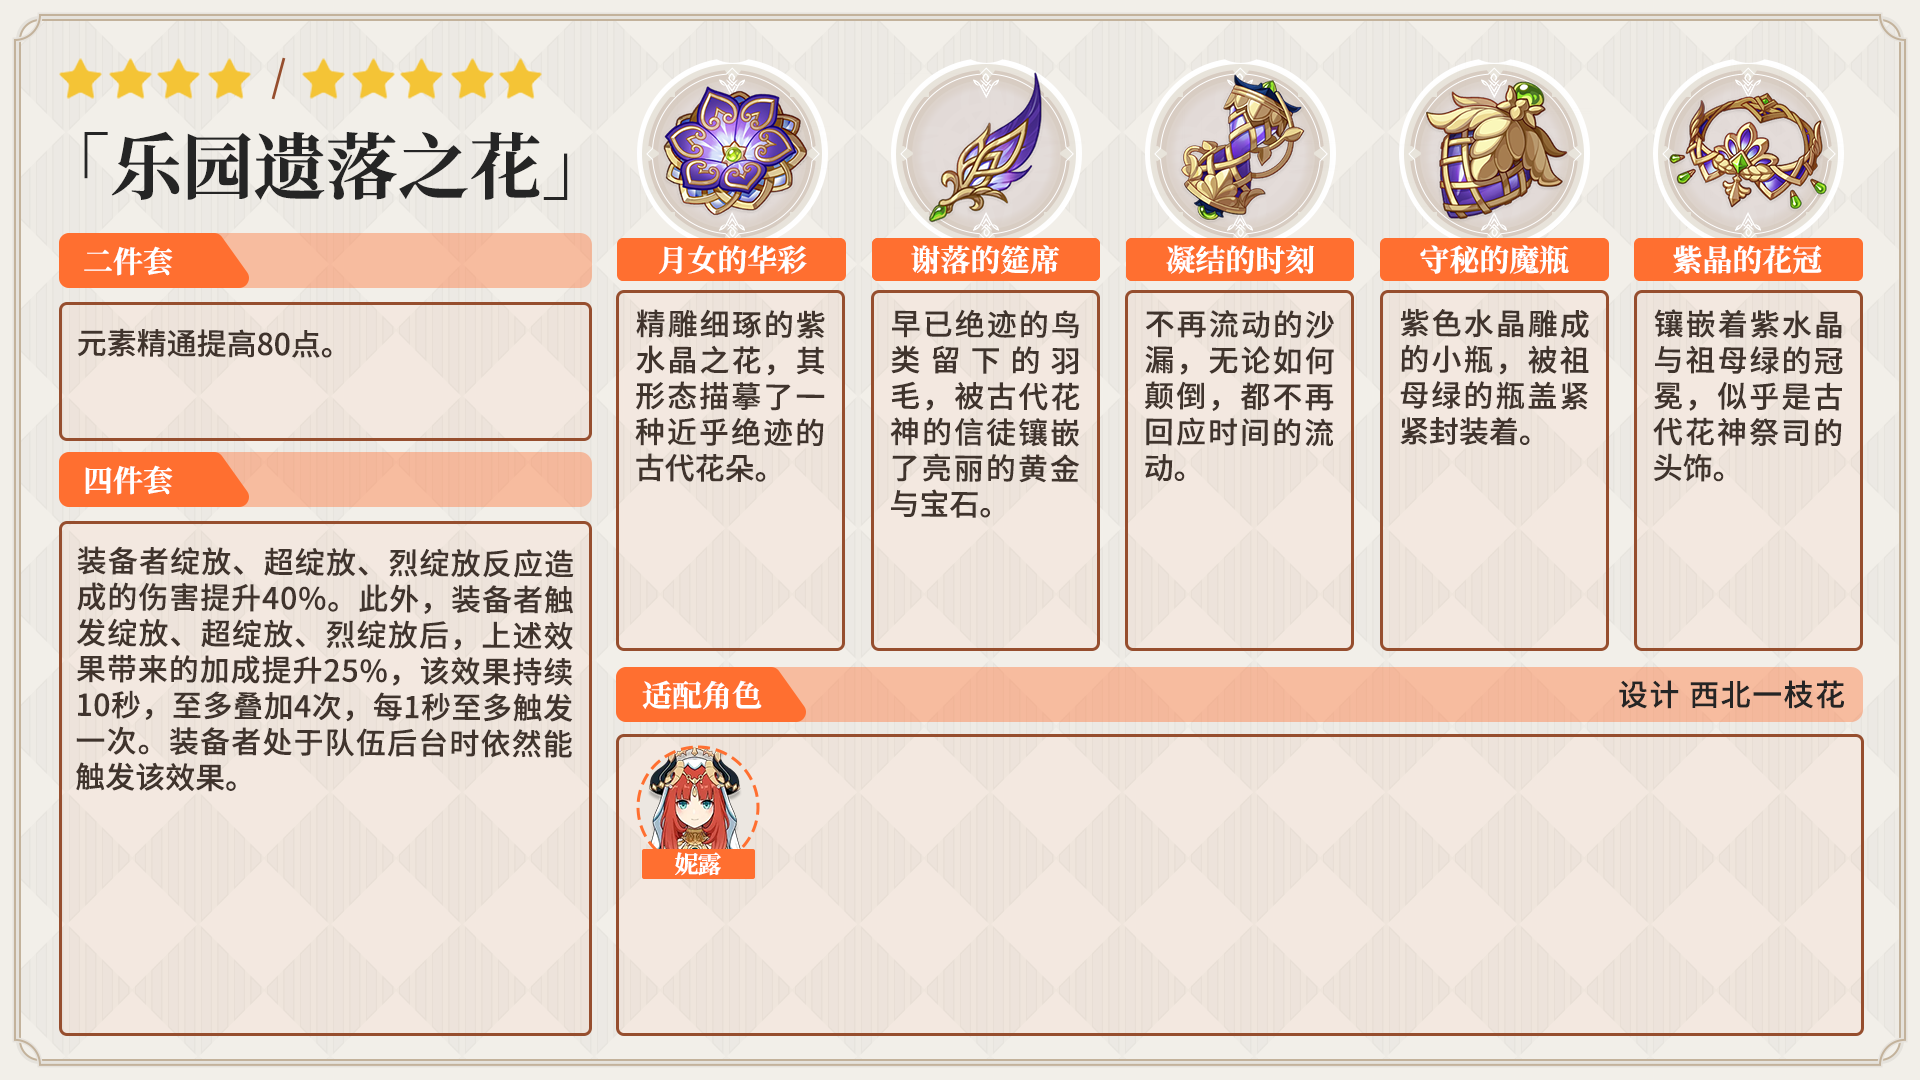 「乐园遗落之花」
二件套
元素精通提高80点。
四件套
装备者绽放、超绽放、烈绽放反应造
成的伤害提升40%。此外，装备者触
发绽放、超绽放、烈绽放后，上述效
果带来的加成提升25%，该效果持续
10秒，至多叠加4次，每1秒至多触发
一次。装备者处于队伍后台时依然能
触发该效果。
月女的华彩
精雕细琢的紫
水晶之花，其
形态描摹了一
种近乎绝迹的
古代花朵。
谢落的筵席
早已绝迹的鸟
类留下的羽
毛，被古代花
神的信徒镶嵌
了亮丽的黄金
与宝石。
凝结的时刻
不再流动的沙
漏，无论如何
颠倒，都不再
回应时间的流
动。
守秘的魔瓶
紫色水晶雕成
的小瓶，被祖
母绿的瓶盖紧
紧封装着。
紫晶的花冠
镶嵌着紫水晶
与祖母绿的冠
冕，似乎是古
代花神祭司的
头饰。
适配角色
设计 西北一枝花
妮露